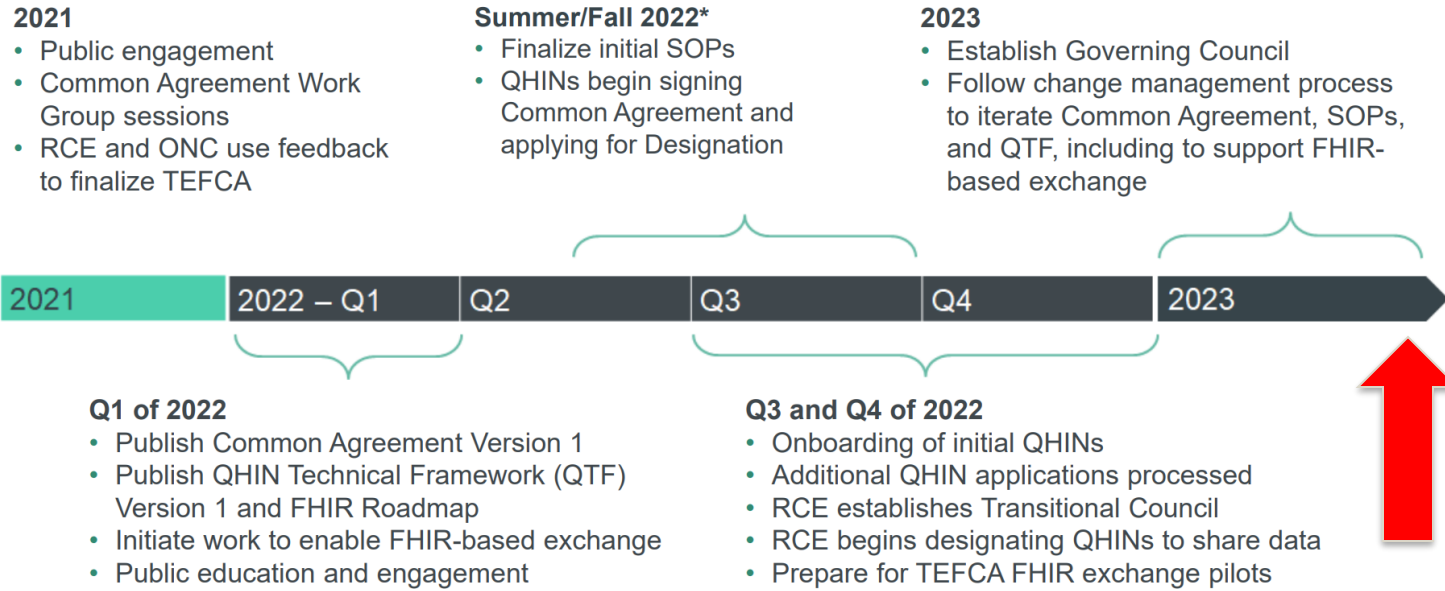 2021
• Public engagement
• Common Agreement Work
Group sessions
• RCE and ONC use feedback
to finalize TEFCA
Summer/Fall 2022*
• Finalize initial SOPs
• QHINs begin signing
Common Agreement and
applying for Designation
2023
• Establish Governing Council
• Follow change management process
to iterate Common Agreement, SOPs,
and QTF, including to support FHIR-
based exchange
2021
2022 – Q1
Q2
Q3
Q4
2023
Q1 of 2022
• Publish Common Agreement Version 1
• Publish QHIN Technical Framework (QTF)
Version 1 and FHIR Roadmap
• Initiate work to enable FHIR-based exchange
• Public education and engagement
Q3 and Q4 of 2022
• Onboarding of initial QHINs
• Additional QHIN applications processed
• RCE establishes Transitional Council
• RCE begins designating QHINs to share data
• Prepare for TEFCA FHIR exchange pilots